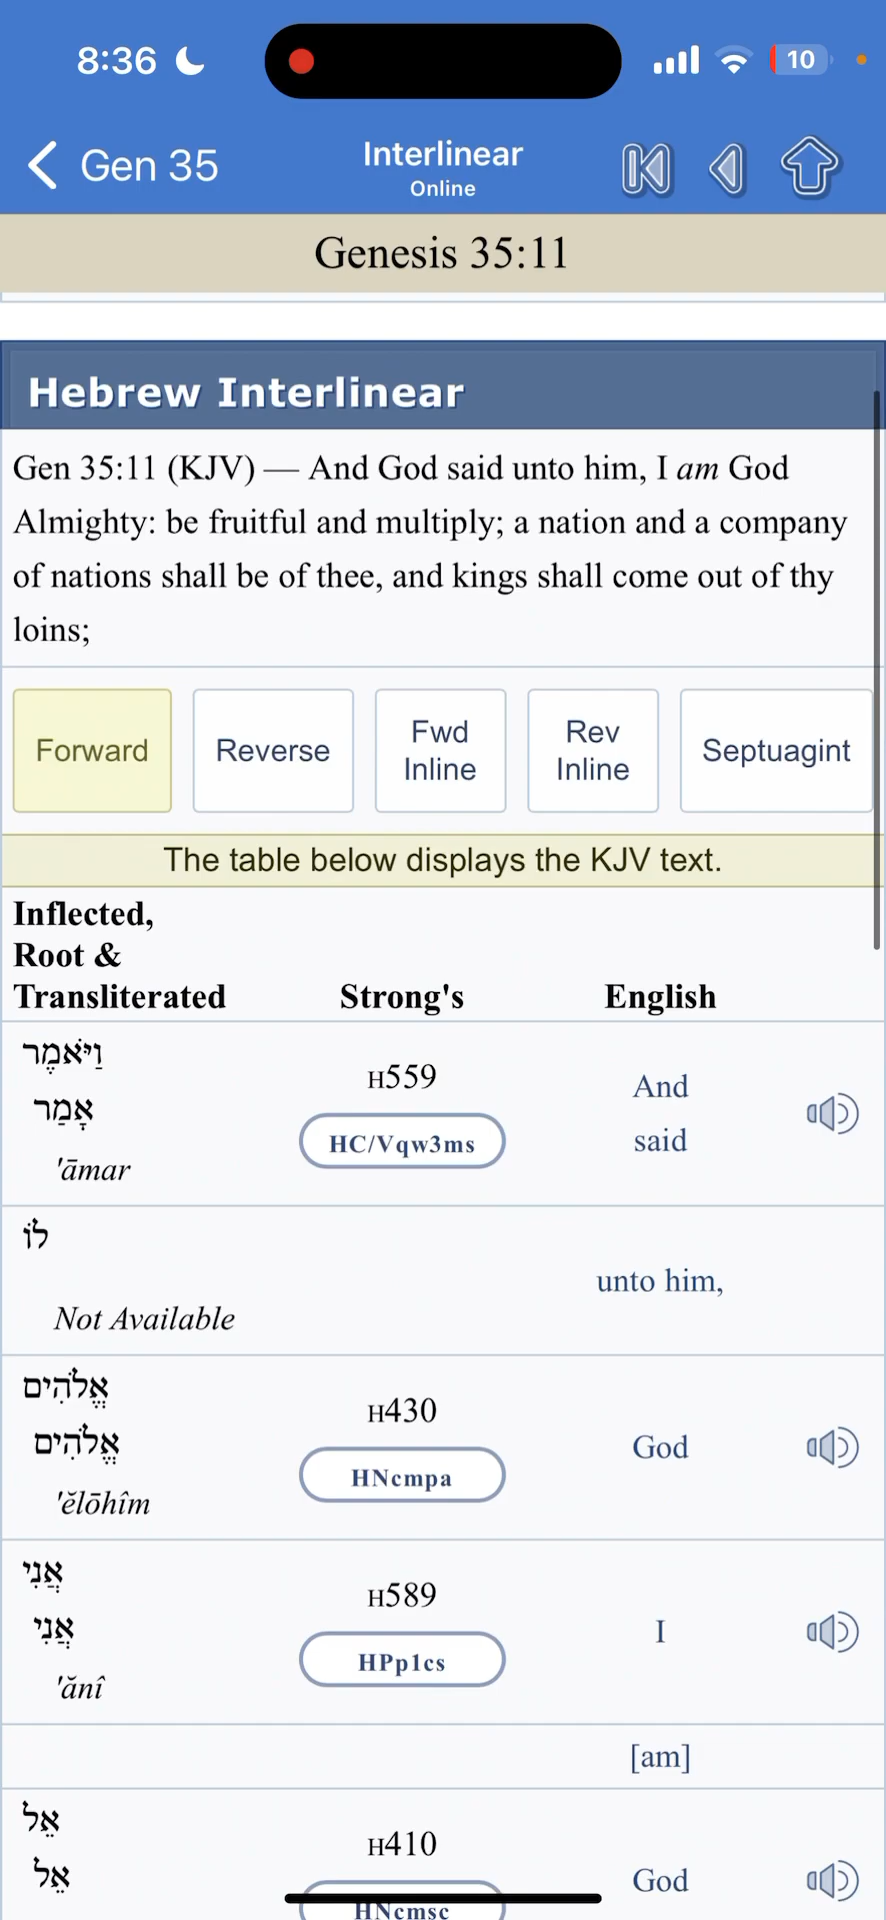 8:36
10
Gen 35
Interlinear
Online
Genesis 35:11
Hebrew Interlinear
Gen 35:11 (KJV) — And God said unto him, I am God
Almighty: be fruitful and multiply; a nation and a company
of nations shall be of thee, and kings shall come out of thy
loins;
Forward
Reverse
Fwd
Inline
Rev
Inline
Septuagint
The table below displays the KJV text.
Inflected,
Root &
Transliterated
Strong's
English
וַיֹּאמֶר
אָמַר
'āmar
H559
HC/Vqw3ms
And
said
לוֹ
Not Available
unto him,
אֱלֹהִים
אֱלֹהִים
'ĕlōhîm
H430
HNcmpa
God
אֲנִי
אֲנִי
'ănî
H589
HPp1cs
I
[am]
אֵל
אֵל
H410
HNcmsc
God